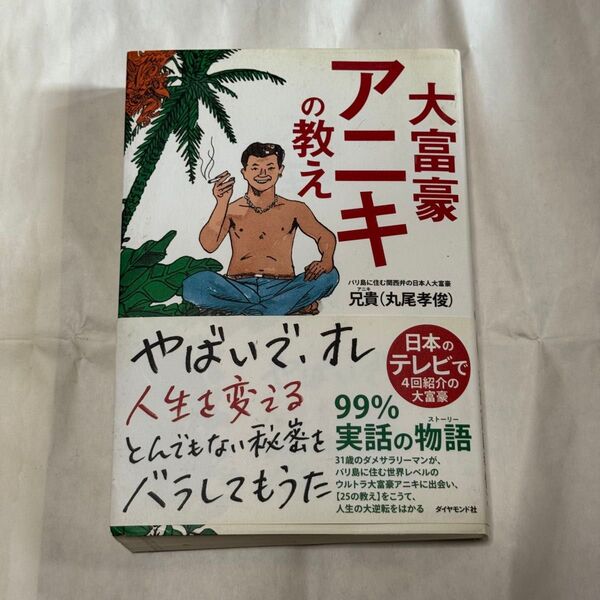 大富豪
アニキ
の教え
バリ島に住む関西弁の日本人大富豪
アニキ
兄貴(丸尾孝俊)
やばいで、オレ
人生を変える
とんでもない秘密を
バラしてもうた
日本の
テレビで
4回紹介の
大富豪
99%
ストーリー
実話の物語
31歳のダメサラリーマンが、
バリ島に住む世界レベルの
ウルトラ大富豪アニキに出会い、
【25の教え】をこうて、
人生の大逆転をはかる
ダイヤモンド社